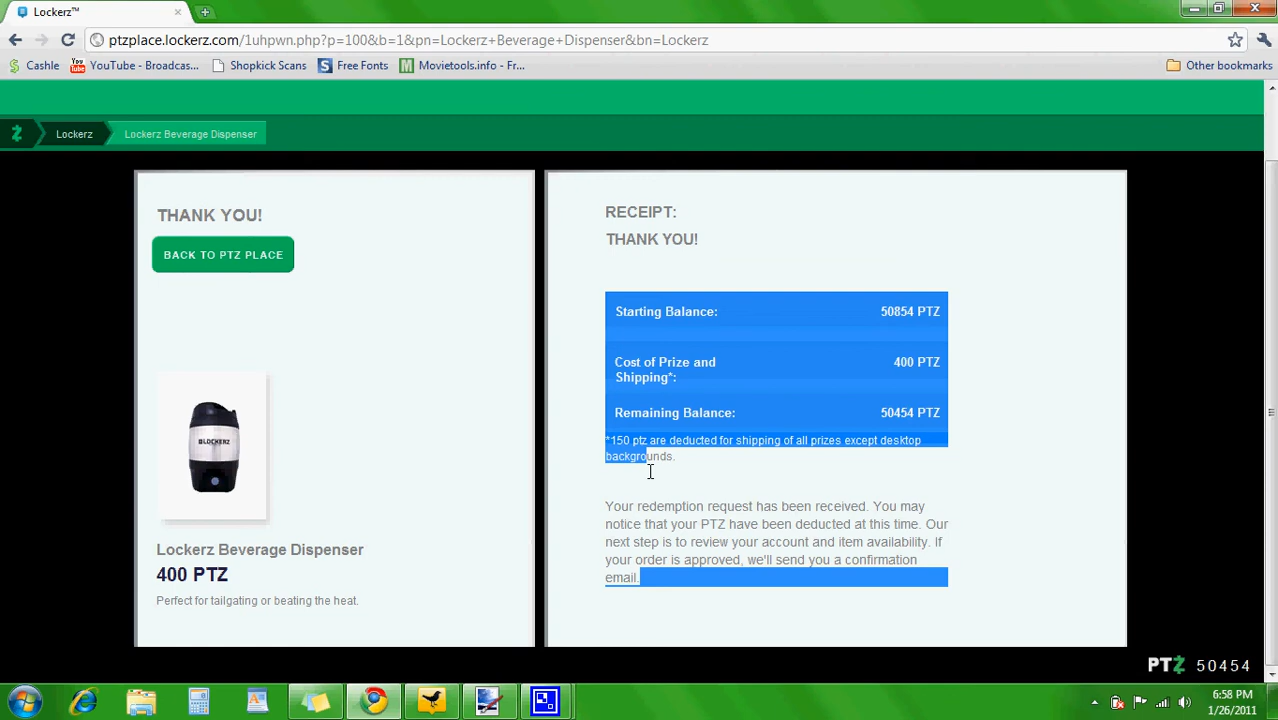 Lockerz™
ptzplace.lockerz.com/1uhpwn.php?p=100&b=1&pn=Lockerz+Beverage+Dispenser&bn=Lockerz
Cashle
YouTube - Broadcas...
Shopkick Scans
Free Fonts
Movietools.info - Fr...
Other bookmarks
Lockerz
Lockerz Beverage Dispenser
THANK YOU!
BACK TO PTZ PLACE
LOCKERZ
Lockerz Beverage Dispenser
400 PTZ
Perfect for tailgating or beating the heat.
RECEIPT:
THANK YOU!
Starting Balance: 50854 PTZ
Cost of Prize and 400 PTZ
Shipping*:
Remaining Balance: 50454 PTZ
*150 ptz are deducted for shipping of all prizes except desktop
backgrounds.
Your redemption request has been received. You may
notice that your PTZ have been deducted at this time. Our
next step is to review your account and item availability. If
your order is approved, we'll send you a confirmation
email.
PTZ 50454
6:58 PM
1/26/2011